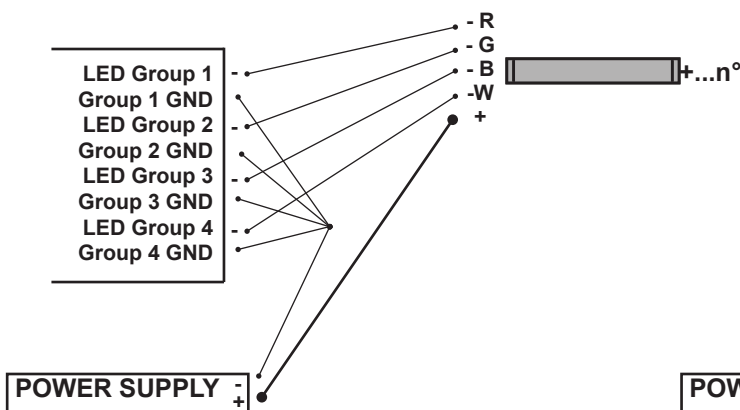 LED Group 1 -
Group 1 GND
LED Group 2 -
Group 2 GND
LED Group 3 -
Group 3 GND
LED Group 4 -
Group 4 GND
- R
- G
- B
-W
+
+...n°
POWER SUPPLY -
+
POW